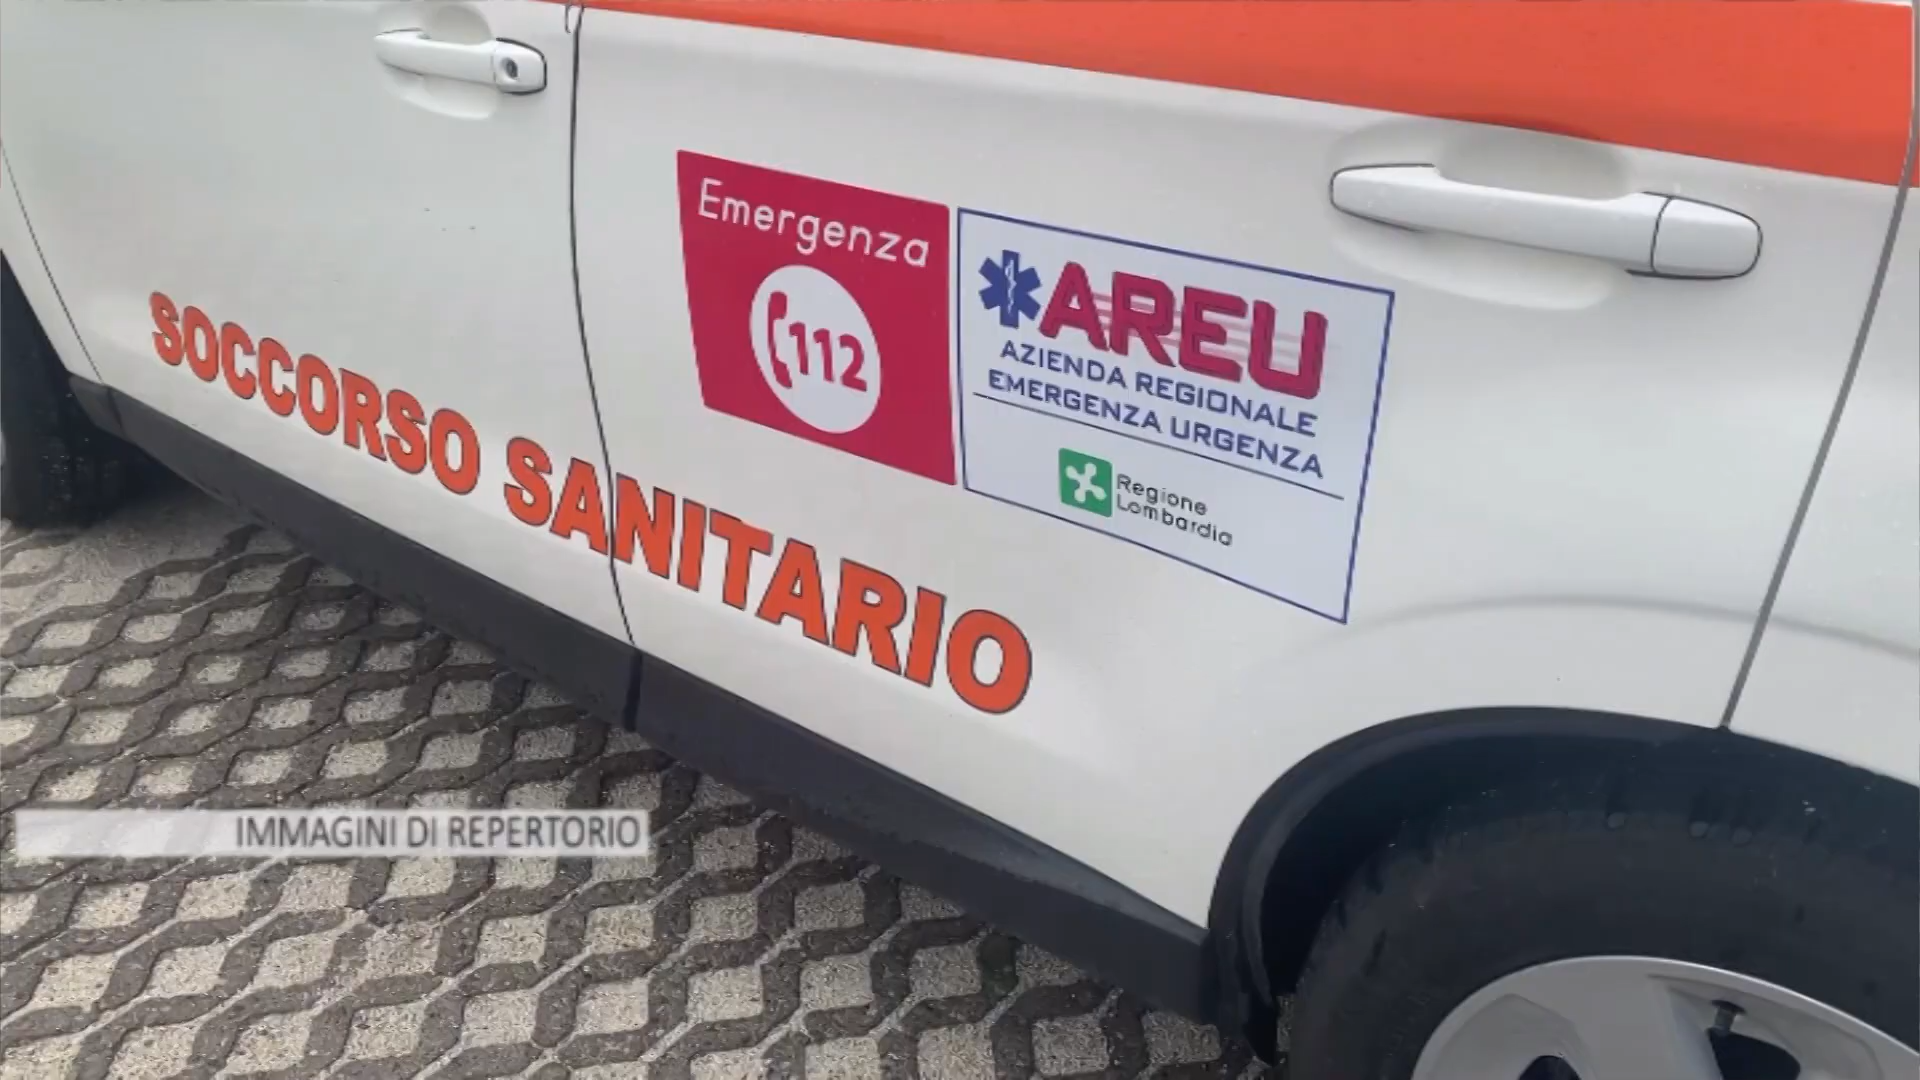 Emergenza
112
AREU
AZIENDA REGIONALE
EMERGENZA URGENZA
Regione
Lombardia
SOCCORSO SANITARIO
IMMAGINI DI REPERTORIO